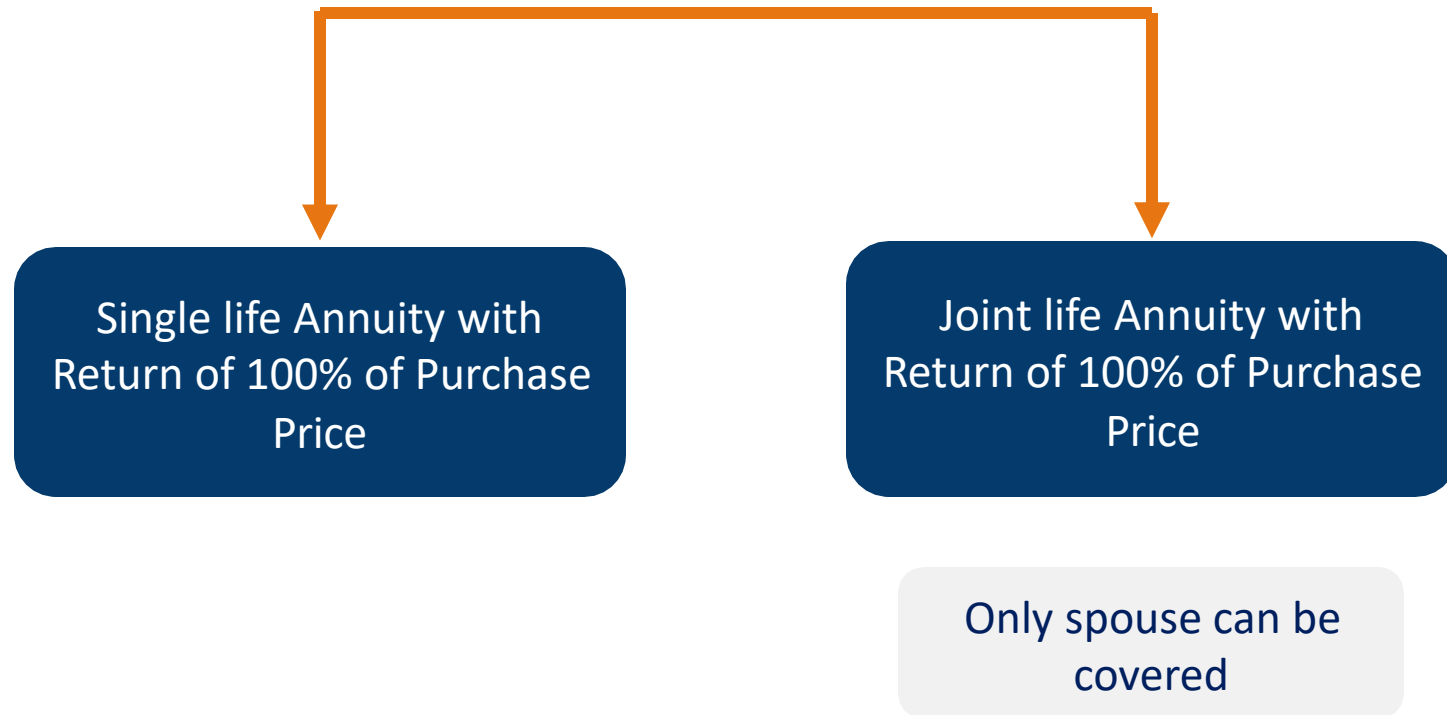 Single life Annuity with
Return of 100% of Purchase
Price
Joint life Annuity with
Return of 100% of Purchase
Price
Only spouse can be
covered